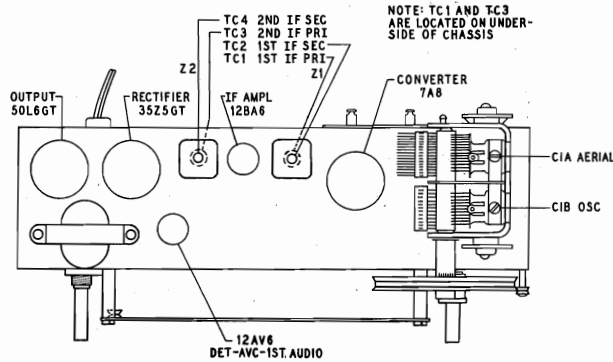 TC4 2ND IF SEC
TC3 2ND IF PRI
TC2 1ST IF SEC
TC1 1ST IF PRI
NOTE: TC1 AND TC3
ARE LOCATED ON UNDER-
SIDE OF CHASSIS
Z2
Z1
OUTPUT
50L6GT
RECTIFIER
35Z5GT
IF AMPL
12BA6
CONVERTER
7A8
C1A AERIAL
C1B OSC
12AV6
DET-AVC-1ST. AUDIO